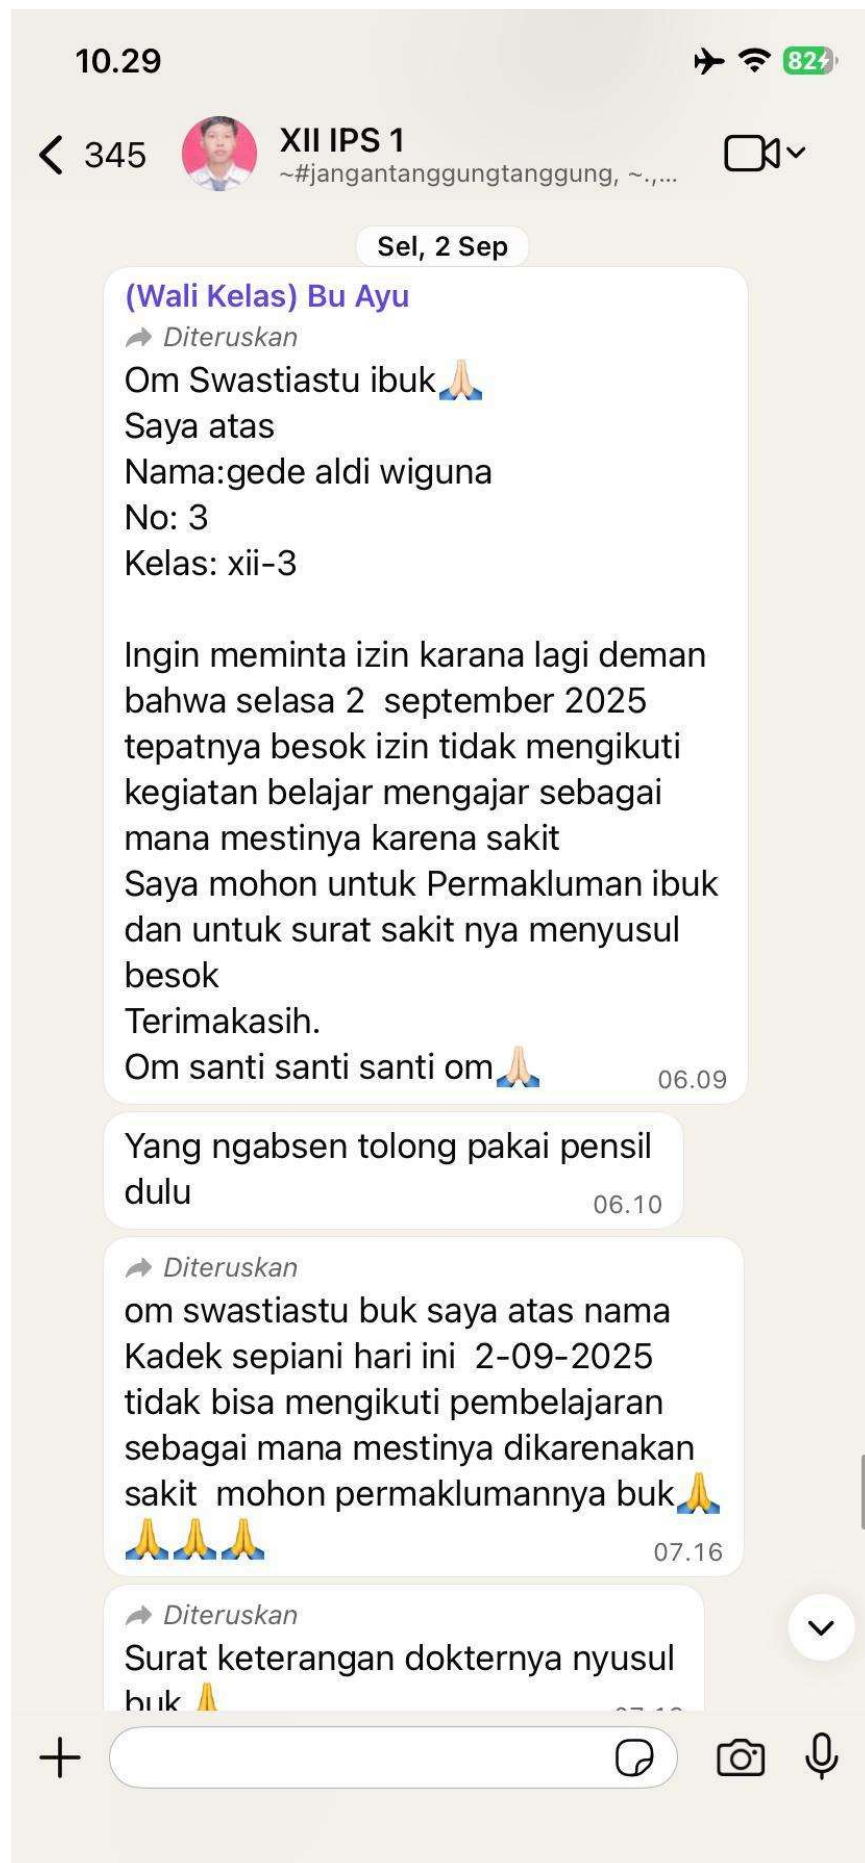 10.29
82
345
XII IPS 1
~#jangantanggungtanggung, ~.,...
Sel, 2 Sep
(Wali Kelas) Bu Ayu
Diteruskan
Om Swastiastu ibuk🙏🏻
Saya atas
Nama:gede aldi wiguna
No: 3
Kelas: xii-3
Ingin meminta izin karana lagi deman
bahwa selasa 2  september 2025
tepatnya besok izin tidak mengikuti
kegiatan belajar mengajar sebagai
mana mestinya karena sakit
Saya mohon untuk Permakluman ibuk
dan untuk surat sakit nya menyusul
besok
Terimakasih.
Om santi santi santi om🙏🏻
06.09
Yang ngabsen tolong pakai pensil
dulu
06.10
Diteruskan
om swastiastu buk saya atas nama
Kadek sepiani hari ini  2-09-2025
tidak bisa mengikuti pembelajaran
sebagai mana mestinya dikarenakan
sakit  mohon permaklumannya buk🙏
🙏🙏🙏
07.16
Diteruskan
Surat keterangan dokternya nyusul
buk🙏